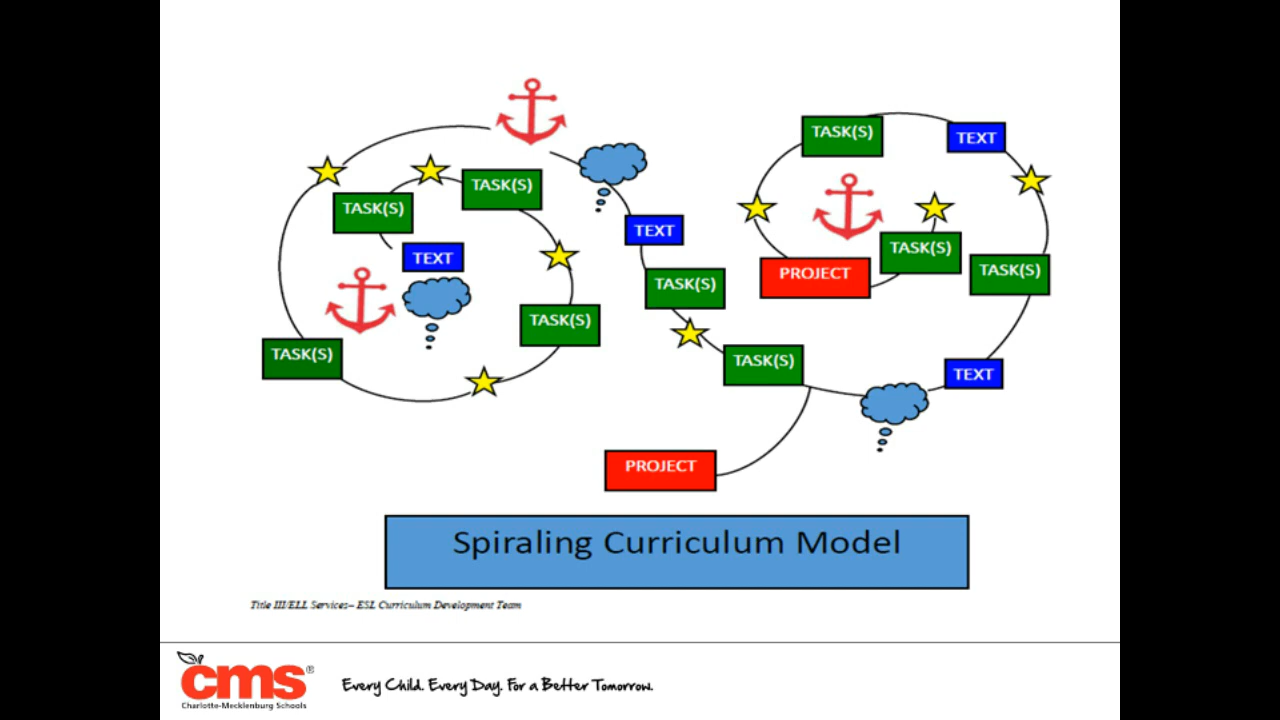 TASK(S)
TEXT
TASK(S)
TASK(S)
TEXT
TEXT
TASK(S)
TASK(S)
PROJECT
TASK(S)
TASK(S)
TASK(S)
TASK(S)
TEXT
PROJECT
Spiraling Curriculum Model
Title III/ELL Services– ESL Curriculum Development Team
cms®
Charlotte-Mecklenburg Schools
Every Child. Every Day. For a Better Tomorrow.